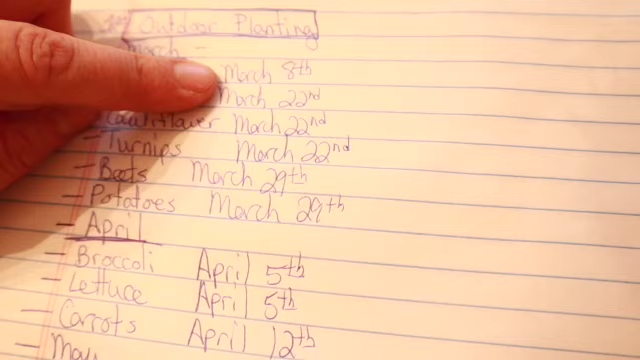 Outdoor Planting
March -
March 8th
March 22nd
Cauliflower March 22nd
- Turnips March 22nd
- Beets March 29th
- Potatoes March 29th
- April
- Broccoli April 5th
- Lettuce April 5th
- Carrots April 12th
- May